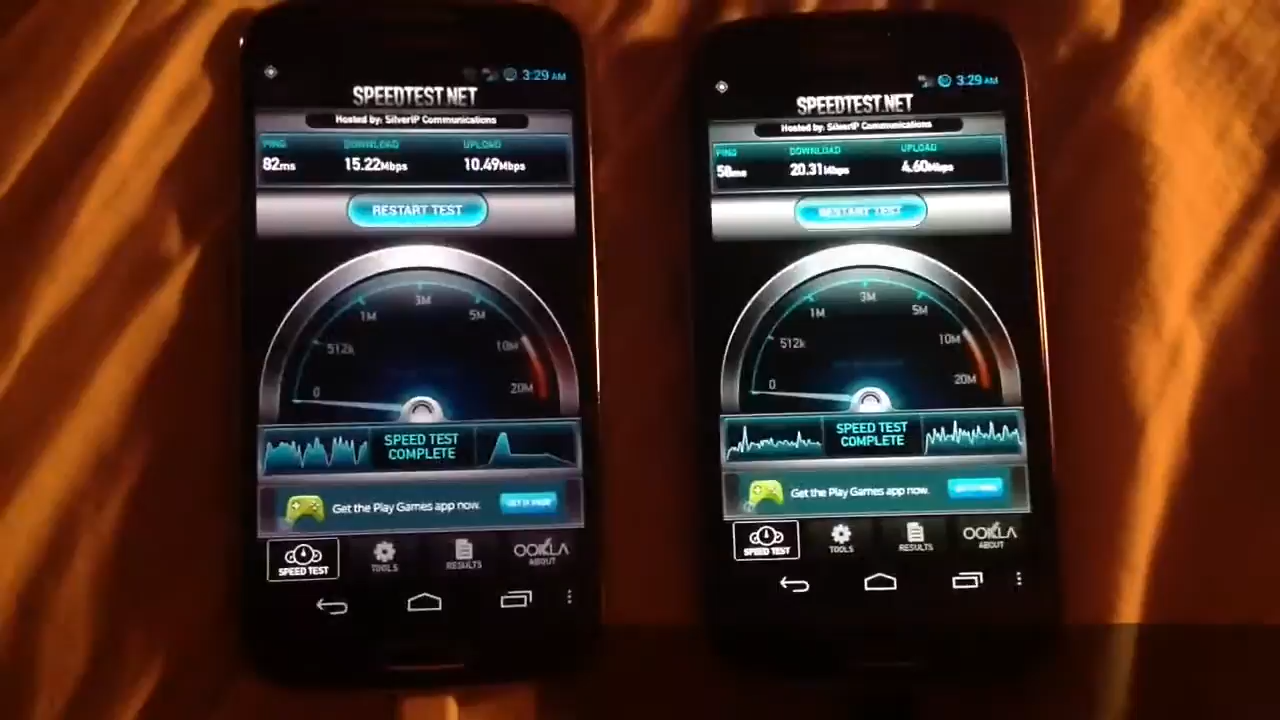 3:29 AM
SPEEDTEST.NET
Hosted by: SilverIP Communications
PING DOWNLOAD UPLOAD
82ms 15.22Mbps 10.49Mbps
RESTART TEST
3M
1M 5M
512k 10M
0 20M
SPEED TEST
COMPLETE
Get the Play Games app now.
SPEED TEST TOOLS RESULTS OOKLA
ABOUT
3:29 AM
SPEEDTEST.NET
Hosted by: SilverIP Communications
PING DOWNLOAD UPLOAD
58ms 20.31Mbps 4.60Mbps
RESTART TEST
3M
1M 5M
512k 10M
0 20M
SPEED TEST
COMPLETE
Get the Play Games app now.
SPEED TEST TOOLS RESULTS OOKLA
ABOUT